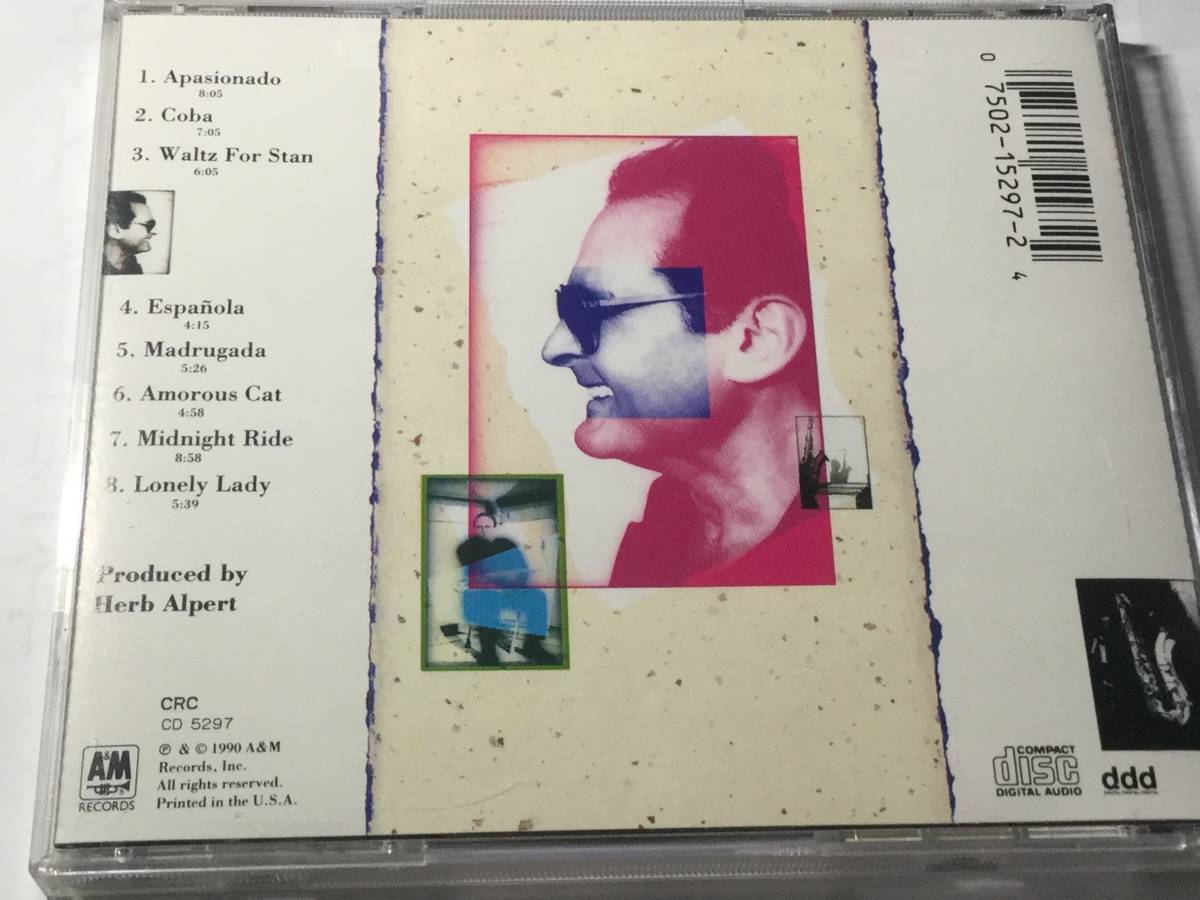 1. Apasionado
8:05
2. Coba
7:05
3. Waltz For Stan
6:05
4. Española
4:15
5. Madrugada
5:26
6. Amorous Cat
4:58
7. Midnight Ride
8:58
8. Lonely Lady
5:39
Produced by
Herb Alpert
CRC
CD 5297
A&M
RECORDS
℗ & © 1990 A&M
Records, Inc.
All rights reserved.
Printed in the U.S.A.
0 7502-15297-2 4
COMPACT
disc
DIGITAL AUDIO
ddd